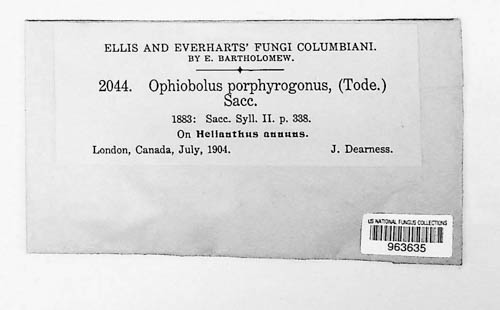 ELLIS AND EVERHARTS' FUNGI COLUMBIANI.
BY E. BARTHOLOMEW.
2044. Ophiobolus porphyrogonus, (Tode.)
Sacc.
1883: Sacc. Syll. II. p. 338.
On Helianthus annuus.
London, Canada, July, 1904. J. Dearness.
US NATIONAL FUNGUS COLLECTIONS
963635